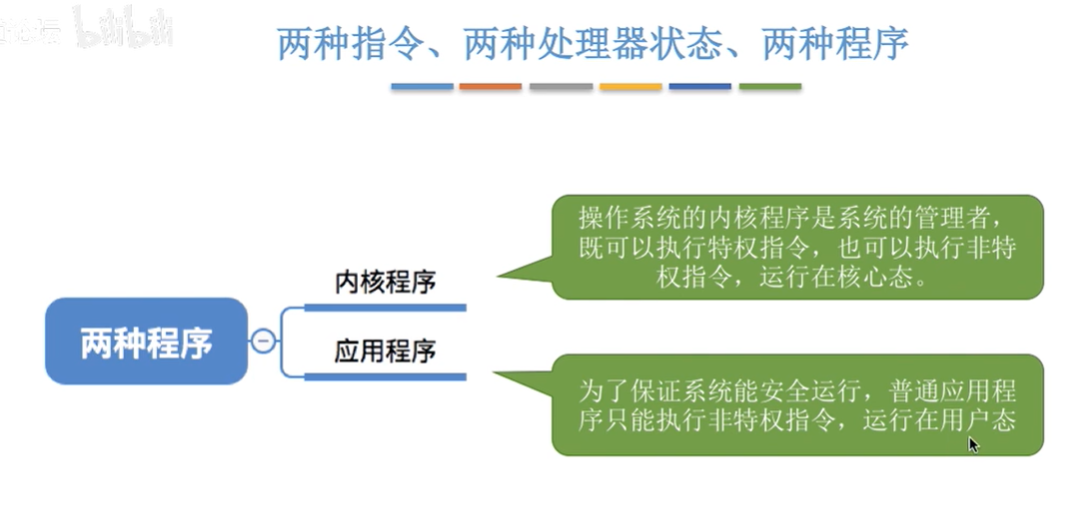 bilibili
两种指令、两种处理器状态、两种程序
操作系统的内核程序是系统的管理者，
既可以执行特权指令，也可以执行非特
权指令，运行在核心态。
内核程序
两种程序
应用程序
为了保证系统能安全运行，普通应用程
序只能执行非特权指令，运行在用户态